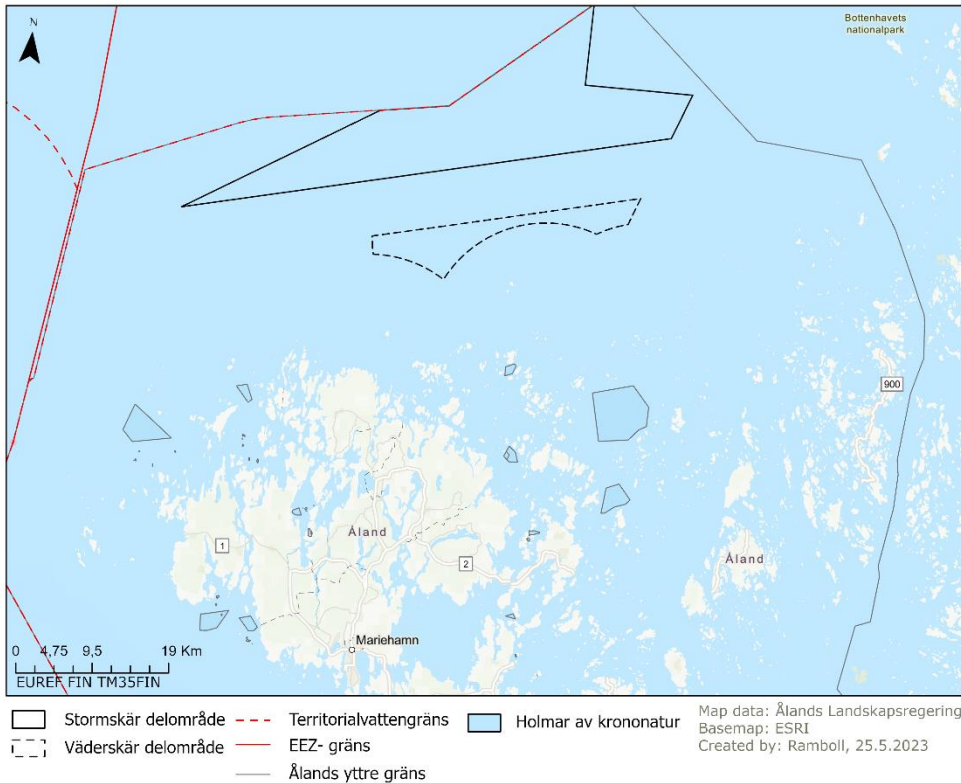 Bottenhavets
nationalpark
N
900
Åland
1
2
Åland
Mariehamn
0 4,75 9,5 19 Km
EUREF FIN TM35FIN
Stormskär delområde
Väderskär delområde
Territorialvattengräns
EEZ- gräns
Ålands yttre gräns
Holmar av krononatur
Map data: Ålands Landskapsregering
Basemap: ESRI
Created by: Ramboll, 25.5.2023